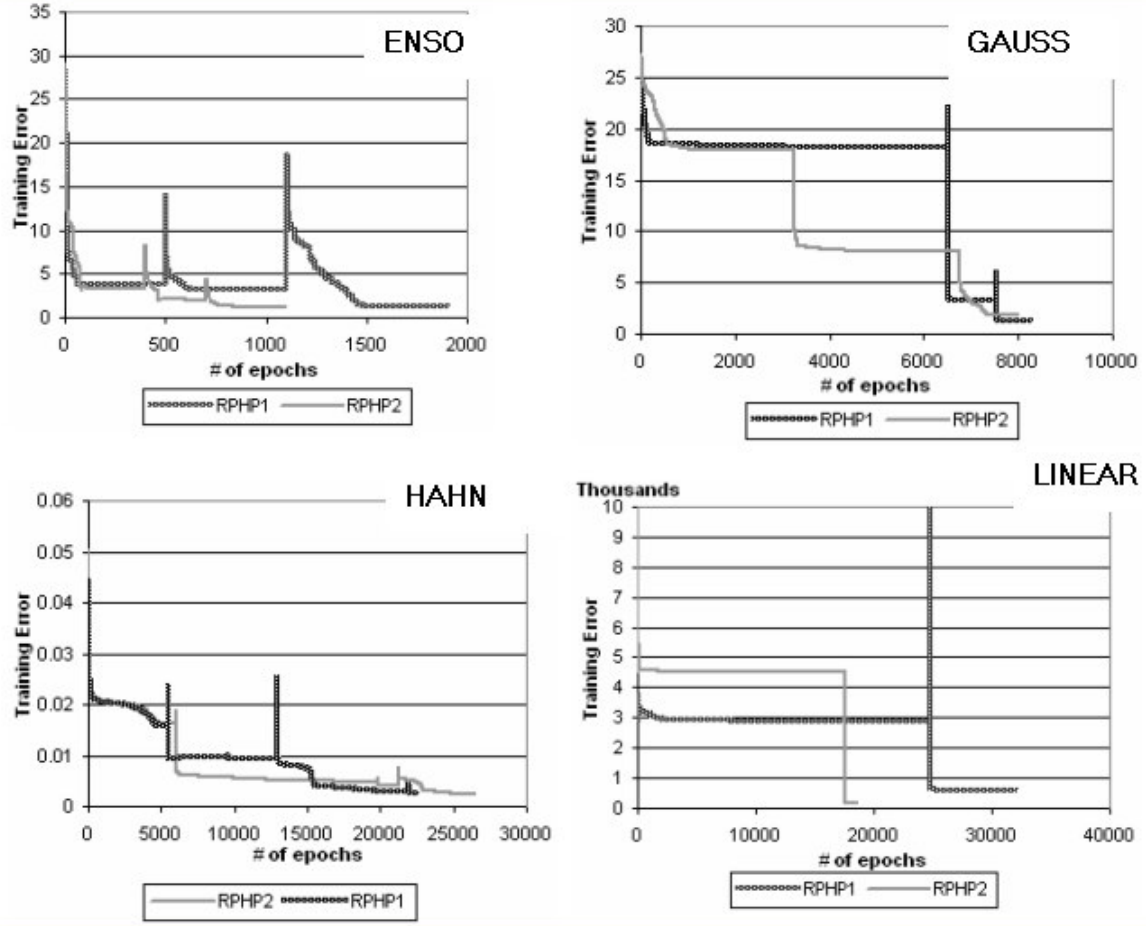 ENSO
Training Error
35
30
25
20
15
10
5
0
0 500 1000 1500 2000
# of epochs
RPHP1 RPHP2
GAUSS
Training Error
30
25
20
15
10
5
0
0 2000 4000 6000 8000 10000
# of epochs
RPHP1 RPHP2
HAHN
Training Error
0.06
0.05
0.04
0.03
0.02
0.01
0
0 5000 10000 15000 20000 25000 30000
# of epochs
RPHP2 RPHP1
LINEAR
Thousands
Training Error
10
9
8
7
6
5
4
3
2
1
0
0 10000 20000 30000 40000
# of epochs
RPHP1 RPHP2